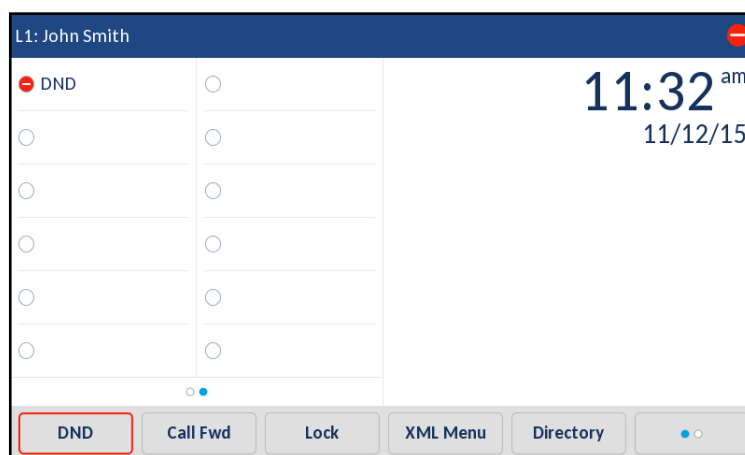 L1: John Smith
DND
11:32 am
11/12/15
DND Call Fwd Lock XML Menu Directory